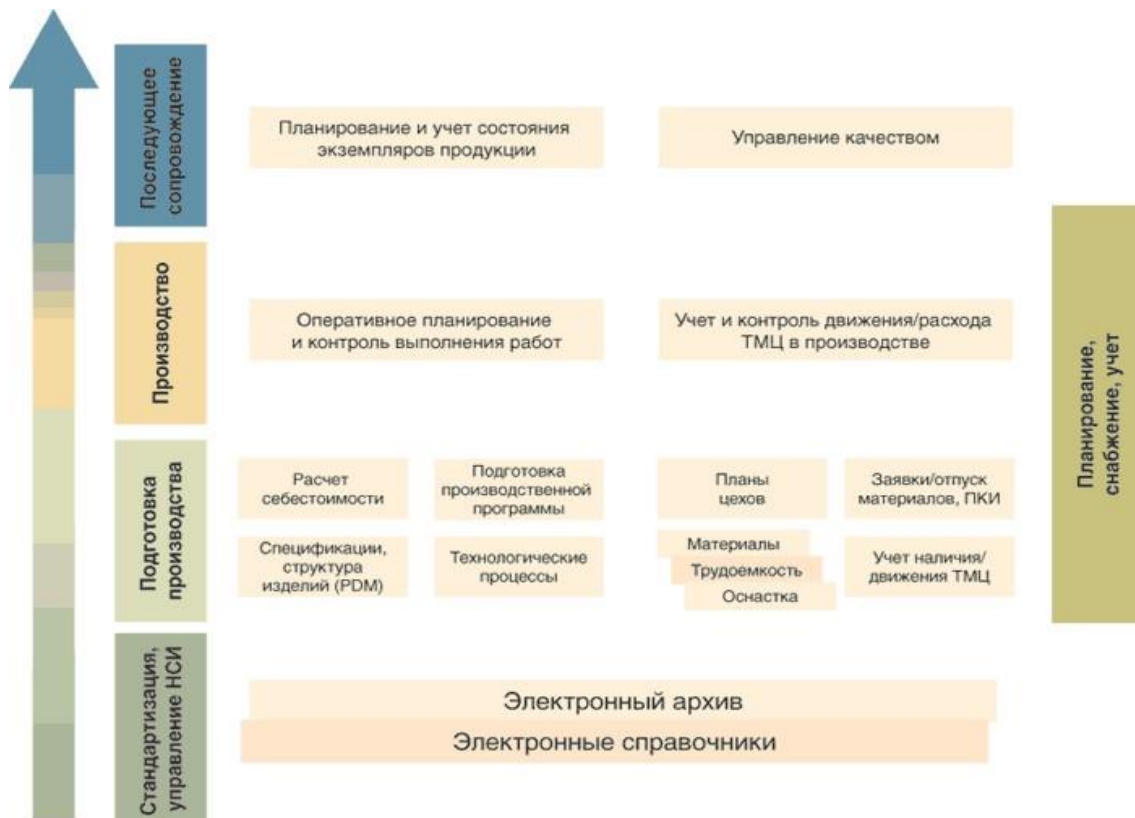 Последующее
сопровождение
Планирование и учет состояния
экземпляров продукции
Управление качеством
Производство
Оперативное планирование
и контроль выполнения работ
Учет и контроль движения/расхода
ТМЦ в производстве
Планирование,
снабжение, учет
Подготовка
производства
Расчет
себестоимости
Подготовка
производственной
программы
Планы
цехов
Заявки/отпуск
материалов, ПКИ
Спецификации,
структура
изделий (PDM)
Технологические
процессы
Материалы
Трудоемкость
Оснастка
Учет наличия/
движения ТМЦ
Стандартизация,
управление НСИ
Электронный архив
Электронные справочники